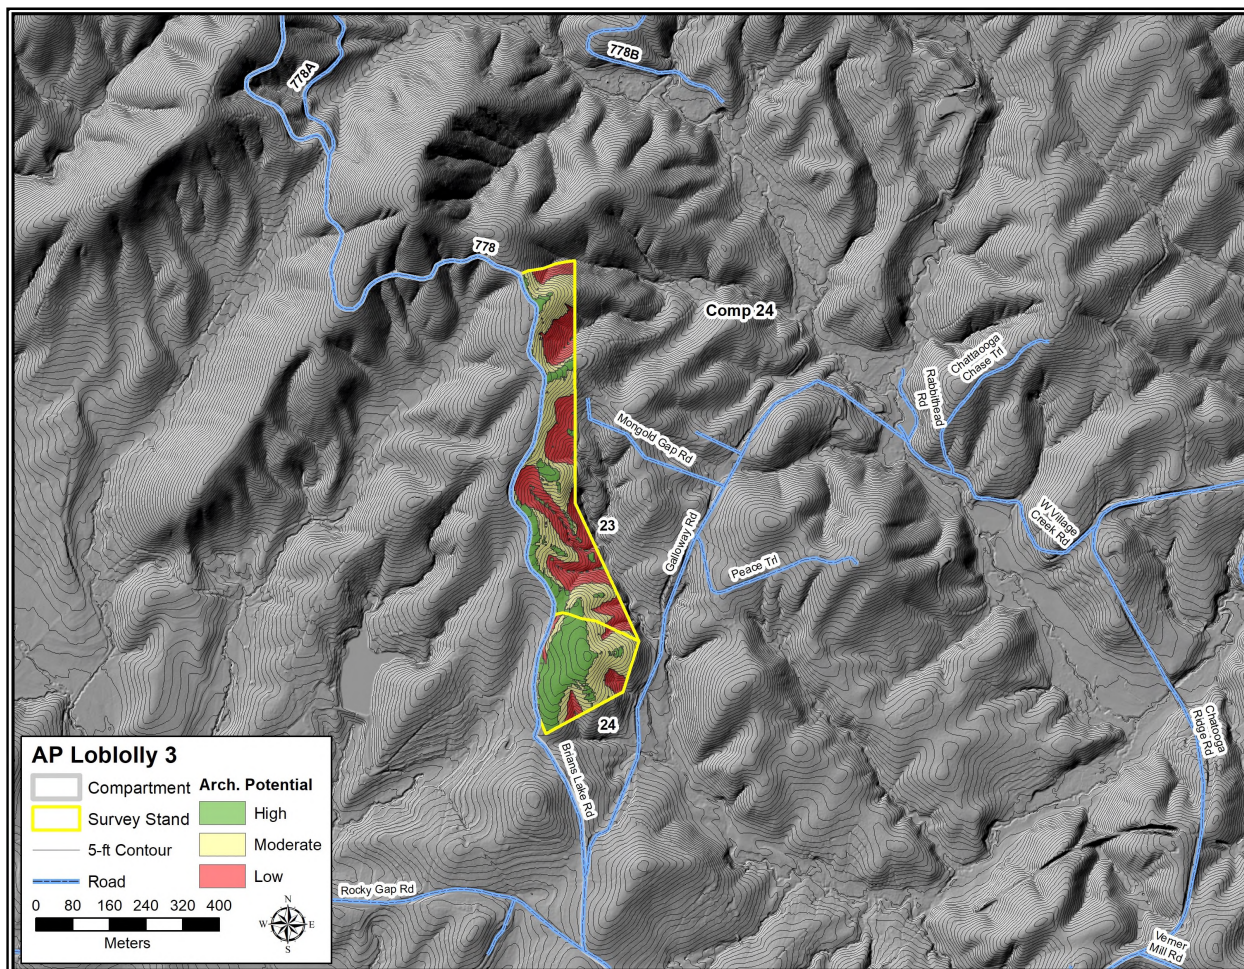 778A
778B
778
Comp 24
Chattaooga
Chase Trl
Rabbithead
Rd
Mongold Gap Rd
W Village
Creek Rd
23
Galloway Rd
Peace Trl
24
Chatooga
Ridge Rd
Brians Lake Rd
Rocky Gap Rd
Verner
Mill Rd
AP Loblolly 3
Compartment
Survey Stand
5-ft Contour
Road
Arch. Potential
High
Moderate
Low
0 80 160 240 320 400
Meters
N
W E
S